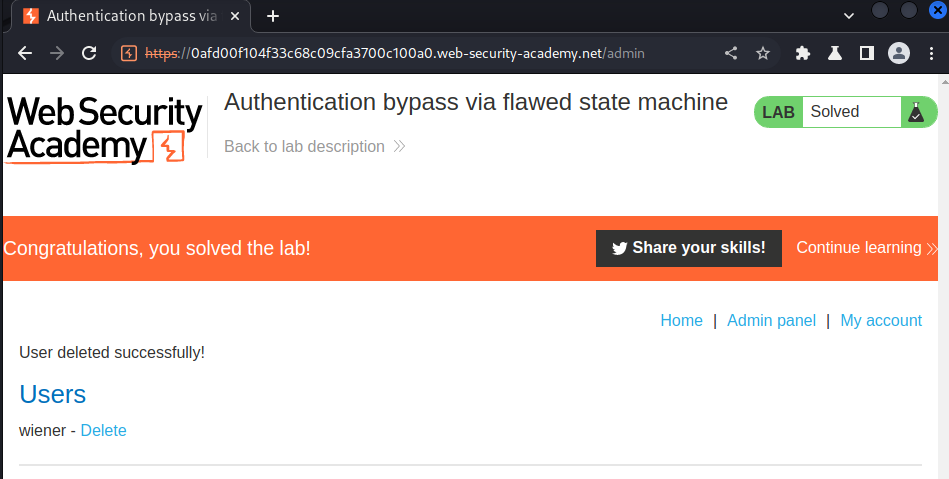 Authentication bypass via
https://0afd00f104f33c68c09cfa3700c100a0.web-security-academy.net/admin
Web Security
Academy
Authentication bypass via flawed state machine
Back to lab description
LAB Solved
Congratulations, you solved the lab!
Share your skills!
Continue learning
Home | Admin panel | My account
User deleted successfully!
Users
wiener - Delete